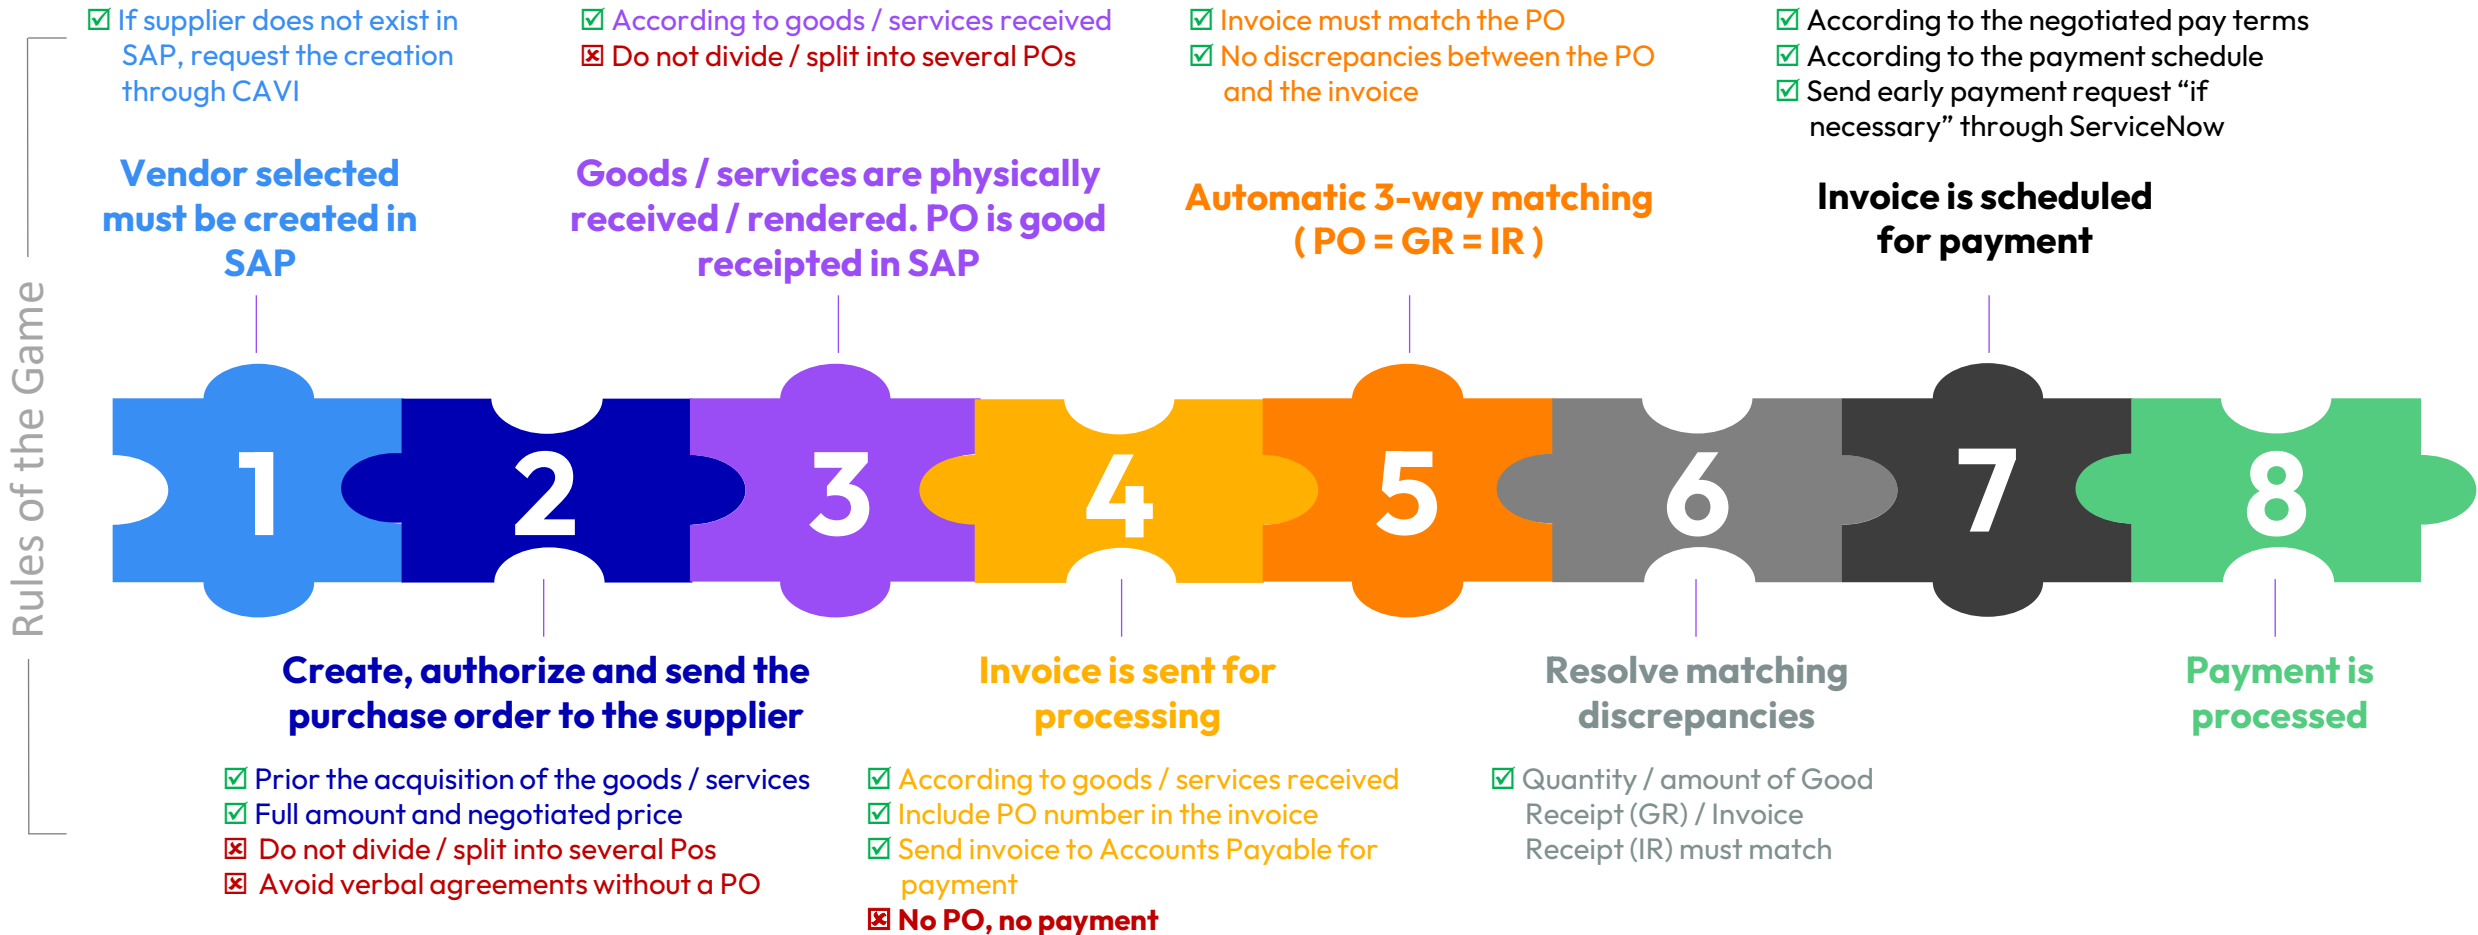 Rules of the Game
☑ If supplier does not exist in
SAP, request the creation
through CAVI
Vendor selected
must be created in
SAP
☑ According to goods / services received
☒ Do not divide / split into several POs
Goods / services are physically
received / rendered. PO is good
receipted in SAP
☑ Invoice must match the PO
☑ No discrepancies between the PO
and the invoice
Automatic 3-way matching
( PO = GR = IR )
☑ According to the negotiated pay terms
☑ According to the payment schedule
☑ Send early payment request “if
necessary” through ServiceNow
Invoice is scheduled
for payment
1
2
3
4
5
6
7
8
Create, authorize and send the
purchase order to the supplier
☑ Prior the acquisition of the goods / services
☑ Full amount and negotiated price
☒ Do not divide / split into several Pos
☒ Avoid verbal agreements without a PO
Invoice is sent for
processing
☑ According to goods / services received
☑ Include PO number in the invoice
☑ Send invoice to Accounts Payable for
payment
☒ No PO, no payment
Resolve matching
discrepancies
☑ Quantity / amount of Good
Receipt (GR) / Invoice
Receipt (IR) must match
Payment is
processed